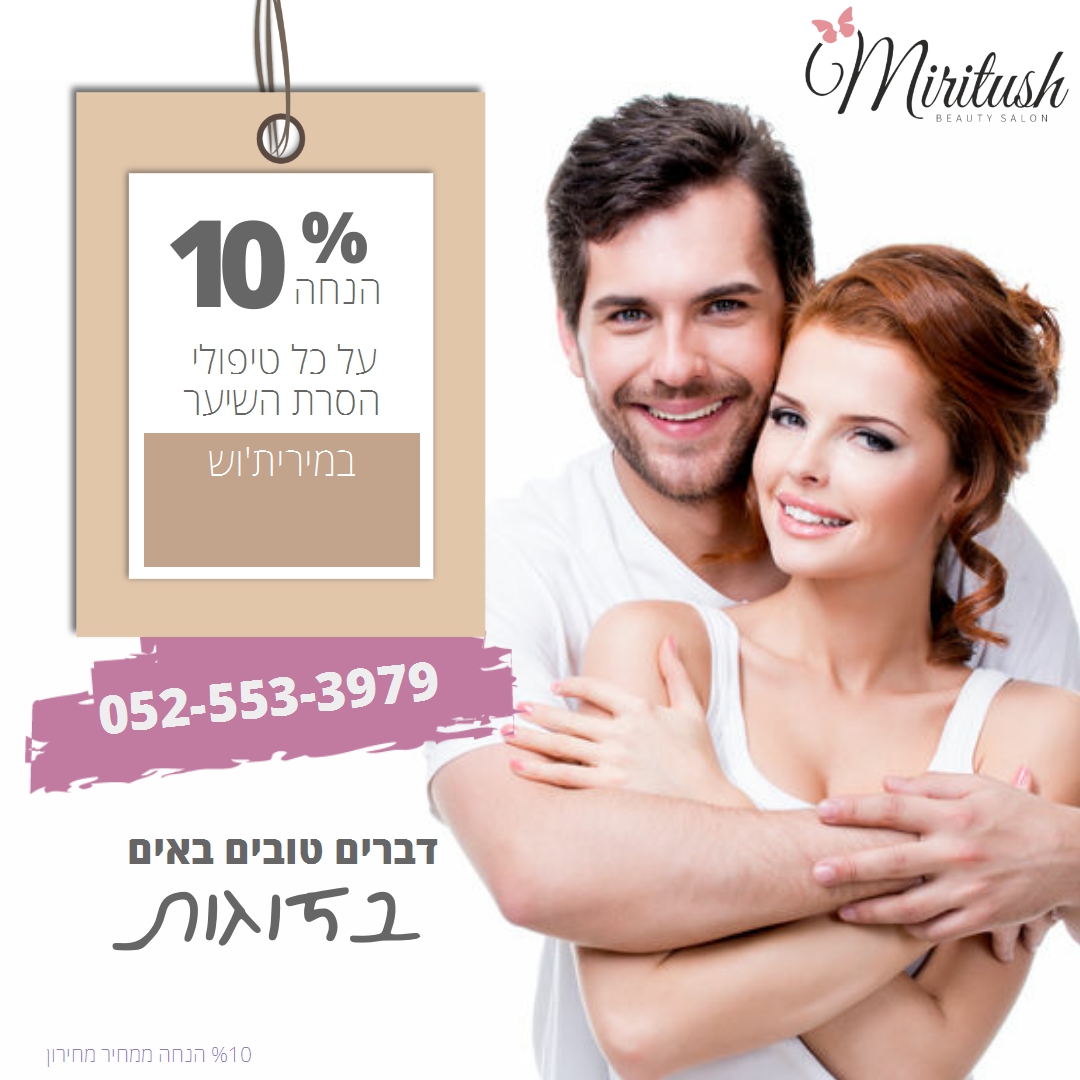 Miritush
BEAUTY SALON
10%
הנחה
על כל טיפולי
הסרת השיער
במירית'וש
052-553-3979
דברים טובים באים
בזוגות
%10 הנחה ממחיר מחירון